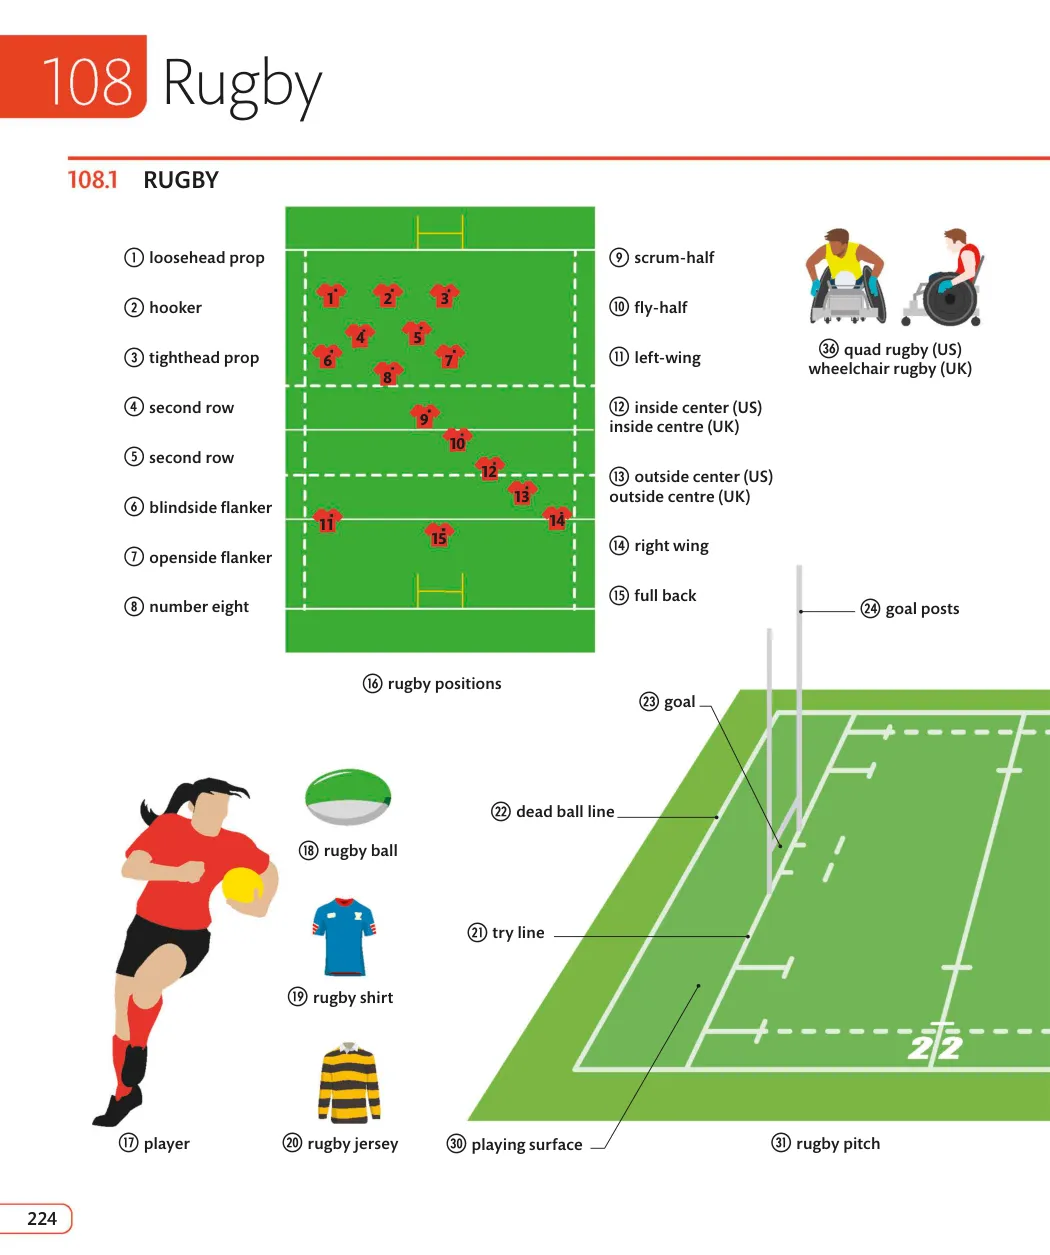 108 Rugby
108.1 RUGBY
1 loosehead prop
2 hooker
3 tighthead prop
4 second row
5 second row
6 blindside flanker
7 openside flanker
8 number eight
1
2
3
4
5
6
7
8
9
10
12
13
11
14
15
16 rugby positions
9 scrum-half
10 fly-half
11 left-wing
12 inside center (US)
inside centre (UK)
13 outside center (US)
outside centre (UK)
14 right wing
15 full back
36 quad rugby (US)
wheelchair rugby (UK)
24 goal posts
23 goal
22 dead ball line
21 try line
22
30 playing surface
31 rugby pitch
18 rugby ball
19 rugby shirt
17 player
20 rugby jersey
224